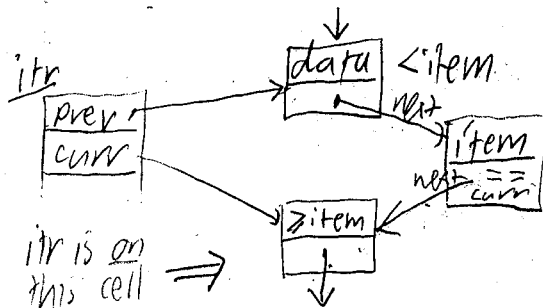 itr
prev
curr
data < item
next
item
next == curr
≥item
itr is on
this cell ⇒